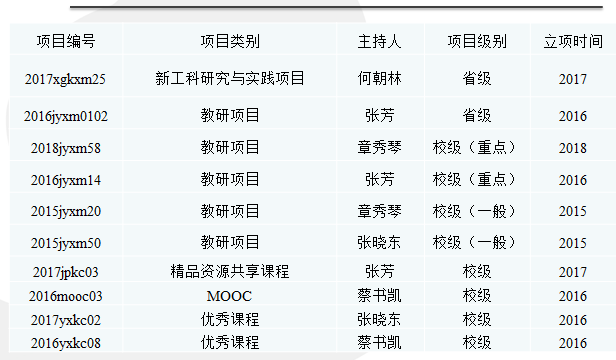 项目编号 项目类别 主持人 项目级别 立项时间
2017xgkxm25 新工科研究与实践项目 何朝林 省级 2017
2016jyxm0102 教研项目 张芳 省级 2016
2018jyxm58 教研项目 章秀琴 校级（重点） 2018
2016jyxm14 教研项目 张芳 校级（重点） 2016
2015jyxm20 教研项目 章秀琴 校级（一般） 2015
2015jyxm50 教研项目 张晓东 校级（一般） 2015
2017jpkc03 精品资源共享课程 张芳 校级 2017
2016mooc03 MOOC 蔡书凯 校级 2016
2017yxkc02 优秀课程 张晓东 校级 2016
2016yxkc08 优秀课程 蔡书凯 校级 2016